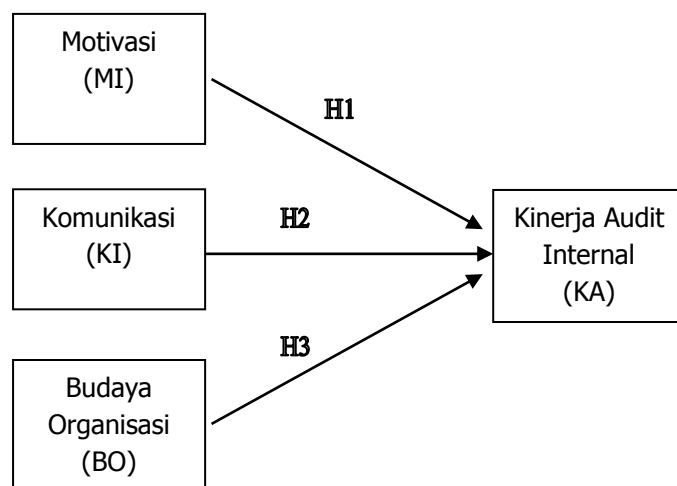 Motivasi
(MI)
H1
Komunikasi
(KI)
H2
Kinerja Audit
Internal
(KA)
H3
Budaya
Organisasi
(BO)